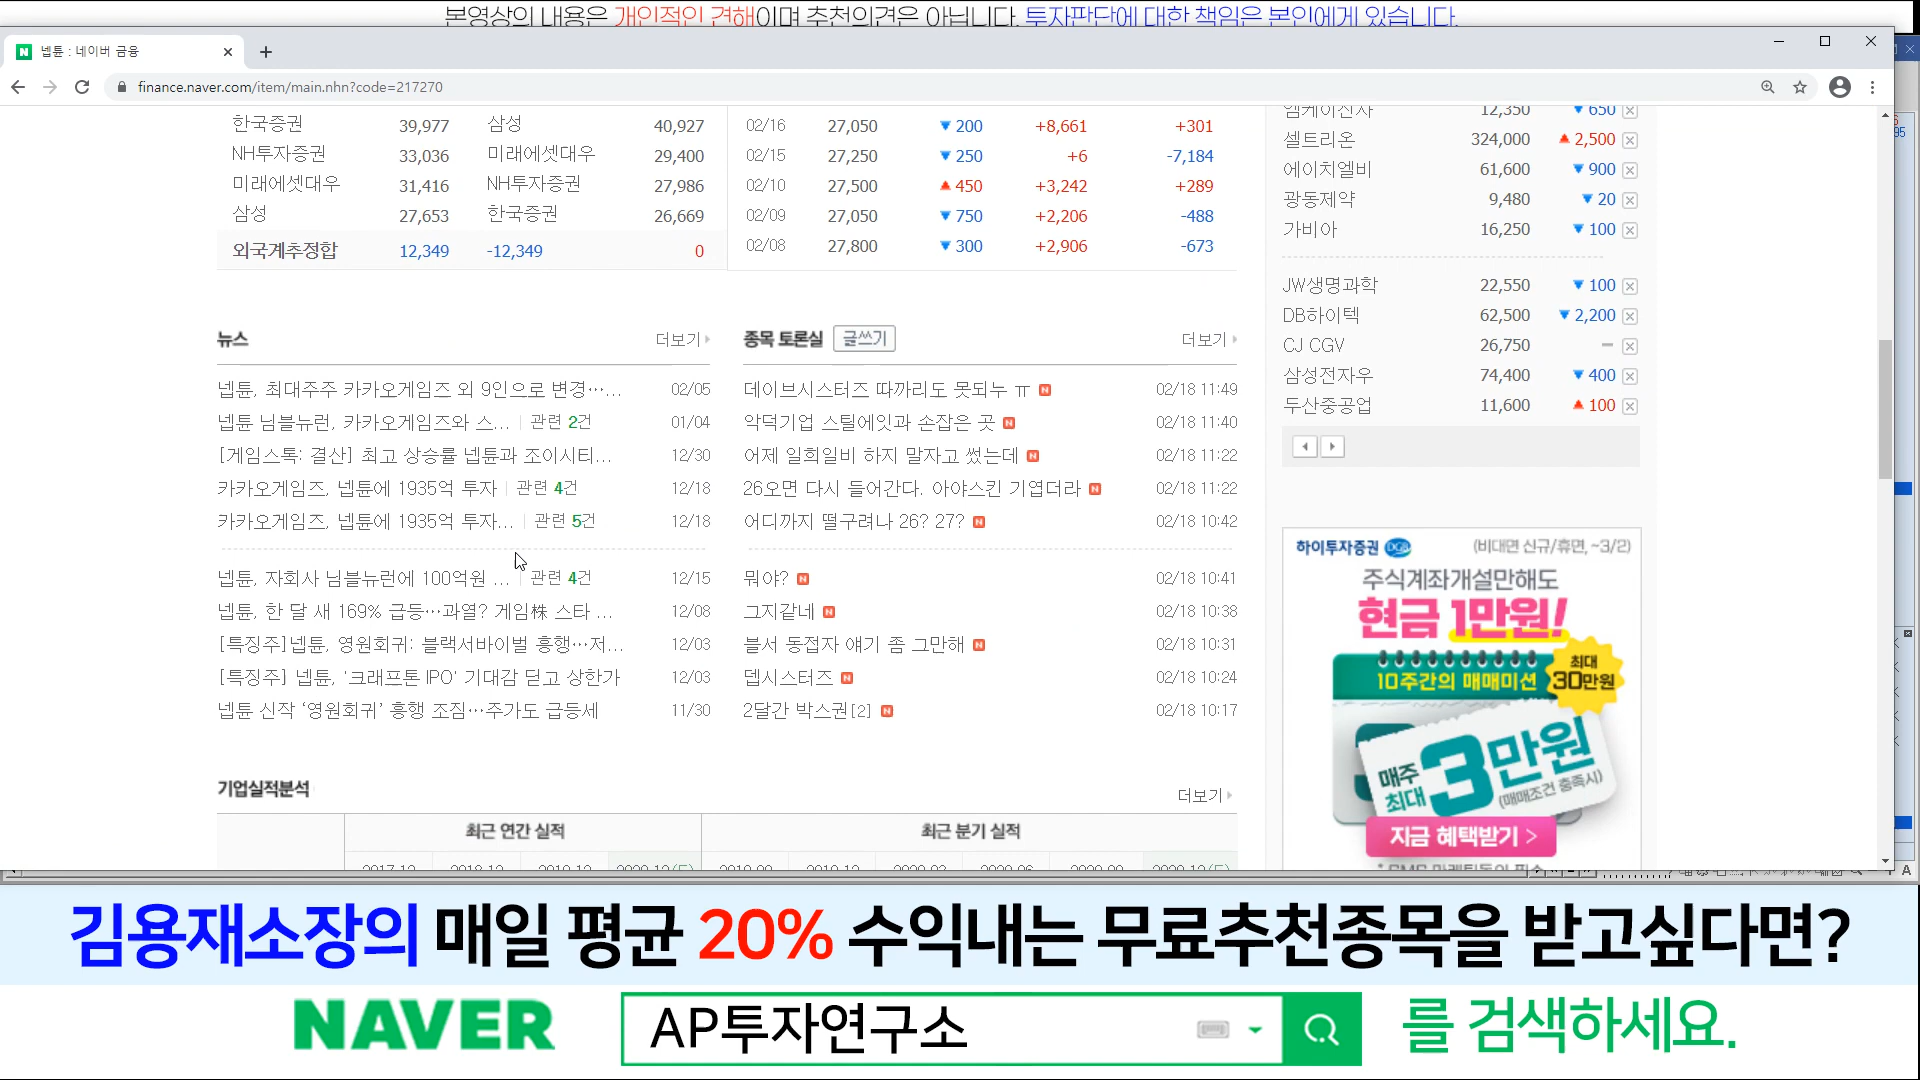 본영상의 내용은 개인적인 견해이며 추천의견은 아닙니다. 투자판단에 대한 책임은 본인에게 있습니다.
넵튠 : 네이버 금융
finance.naver.com/item/main.nhn?code=217270
한국증권 39,977 삼성 40,927
NH투자증권 33,036 미래에셋대우 29,400
미래에셋대우 31,416 NH투자증권 27,986
삼성 27,653 한국증권 26,669
외국계추정합 12,349 -12,349 0
02/16 27,050 ▼ 200 +8,661 +301
02/15 27,250 ▼ 250 +6 -7,184
02/10 27,500 ▲ 450 +3,242 +289
02/09 27,050 ▼ 750 +2,206 -488
02/08 27,800 ▼ 300 +2,906 -673
엠케이전자 12,350 ▼ 650
셀트리온 324,000 ▲ 2,500
에이치엘비 61,600 ▼ 900
광동제약 9,480 ▼ 20
가비아 16,250 ▼ 100
JW생명과학 22,550 ▼ 100
DB하이텍 62,500 ▼ 2,200
CJ CGV 26,750 -
삼성전자우 74,400 ▼ 400
두산중공업 11,600 ▲ 100
뉴스 더보기
넵튠, 최대주주 카카오게임즈 외 9인으로 변경…... 02/05
넵튠 님블뉴런, 카카오게임즈와 스... 관련 2건 01/04
[게임스톡: 결산] 최고 상승률 넵튠과 조이시티... 12/30
카카오게임즈, 넵튠에 1935억 투자 관련 4건 12/18
카카오게임즈, 넵튠에 1935억 투자... 관련 5건 12/18
넵튠, 자회사 님블뉴런에 100억원 ... 관련 4건 12/15
넵튠, 한 달 새 169% 급등…과열? 게임株 스타 ... 12/08
[특징주]넵튠, 영원회귀: 블랙서바이벌 흥행…저... 12/03
[특징주] 넵튠, '크래프톤 IPO' 기대감 딛고 상한가 12/03
넵튠 신작 ‘영원회귀’ 흥행 조짐…주가도 급등세 11/30
종목 토론실 글쓰기 더보기
데이브시스터즈 따까리도 못되누 ㅠ N 02/18 11:49
악덕기업 스틸에잇과 손잡은 곳 N 02/18 11:40
어제 일희일비 하지 말자고 썼는데 N 02/18 11:22
26오면 다시 들어간다. 아야스킨 기엽더라 N 02/18 11:22
어디까지 떨구려나 26? 27? N 02/18 10:42
뭐야? N 02/18 10:41
그지같네 N 02/18 10:38
블서 동접자 얘기 좀 그만해 N 02/18 10:31
뎁시스터즈 N 02/18 10:24
2달간 박스권[2] N 02/18 10:17
하이투자증권 DGB (비대면 신규/휴면, ~3/2)
주식계좌개설만해도
현금 1만원!
10주간의 매매미션
최대
30만원
매주
최대
3만원
(매매조건 충족시)
지금 혜택받기 >
기업실적분석 더보기
최근 연간 실적 최근 분기 실적
김용재소장의 매일 평균 20% 수익내는 무료추천종목을 받고싶다면?
NAVER AP투자연구소 를 검색하세요.